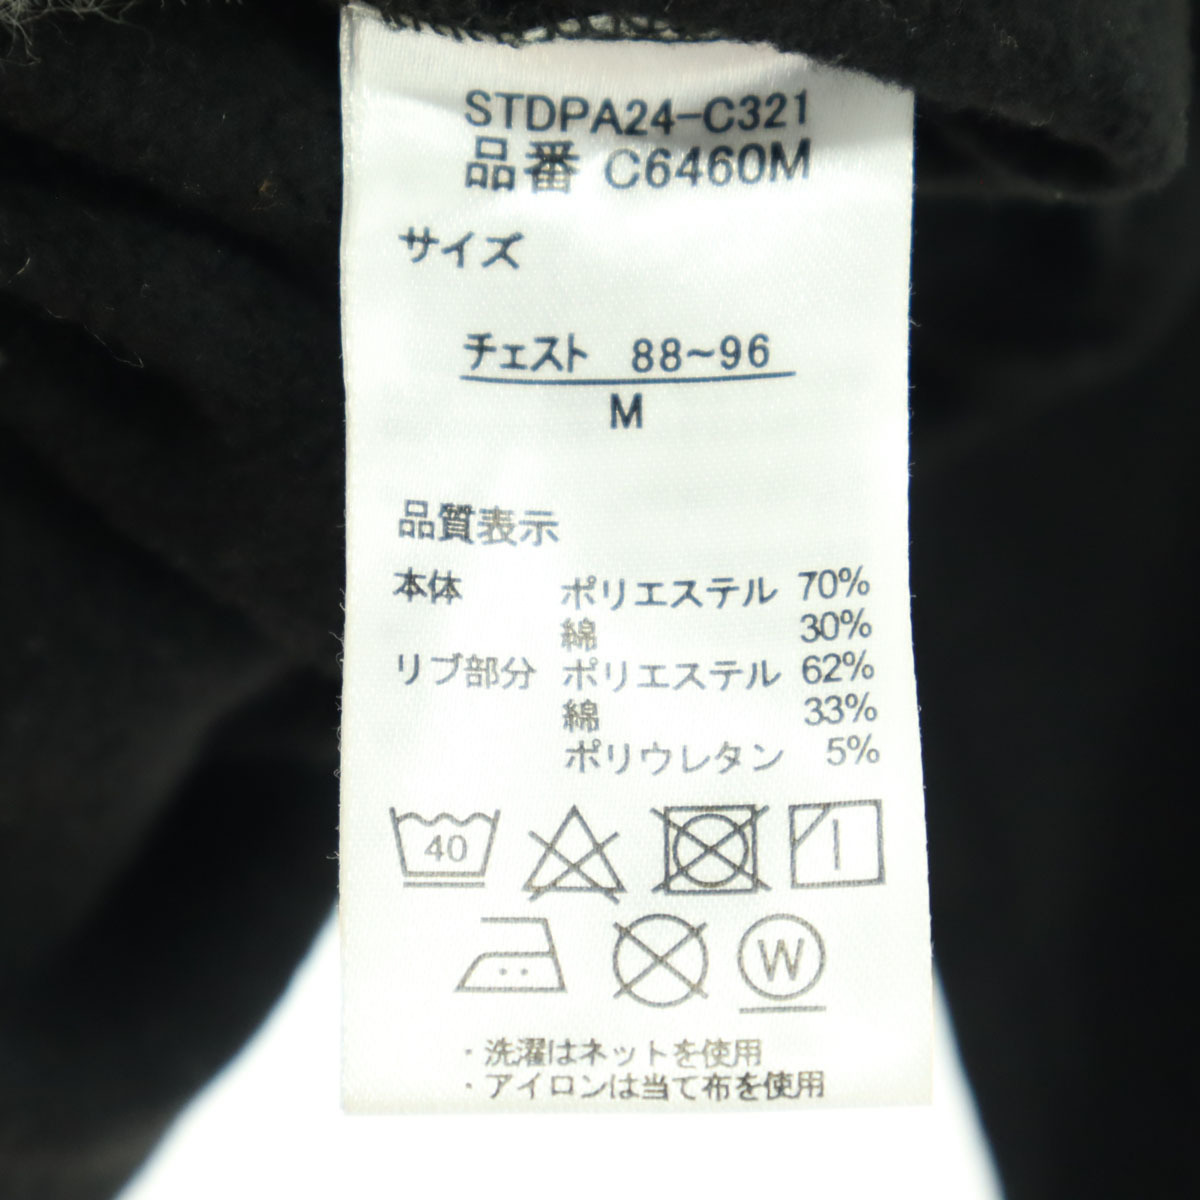 STDPA24-C321
品番 C6460M
サイズ
チェスト 88~96
M
品質表示
本体 ポリエステル 70%
綿 30%
リブ部分 ポリエステル 62%
綿 33%
ポリウレタン 5%
40
W
・洗濯はネットを使用
・アイロンは当て布を使用